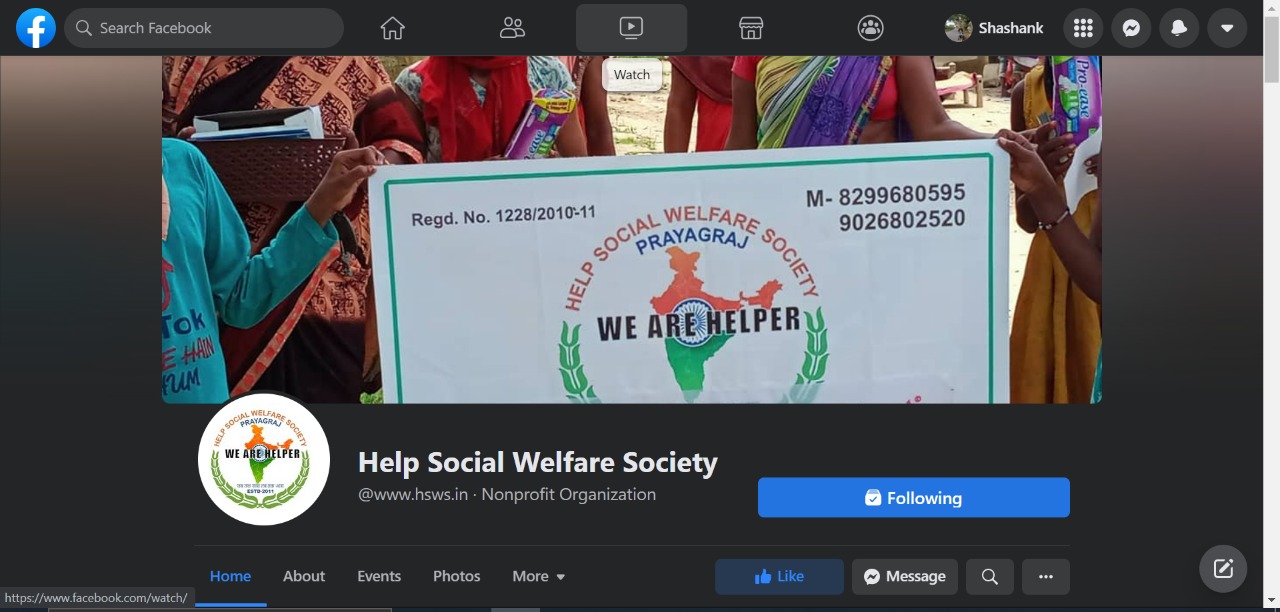 Search Facebook
Shashank
Watch
Pro-ease
Regd. No. 1228/2010-11
M- 8299680595
9026802520
HELP SOCIAL WELFARE SOCIETY
PRAYAGRAJ
WE ARE HELPER
Tok
HAIN
HUM
HELP SOCIAL WELFARE SOCIETY
PRAYAGRAJ
WE ARE HELPER
ESTD-2011
Help Social Welfare Society
@www.hsws.in · Nonprofit Organization
Following
Home About Events Photos More
Like Message
https://www.facebook.com/watch/